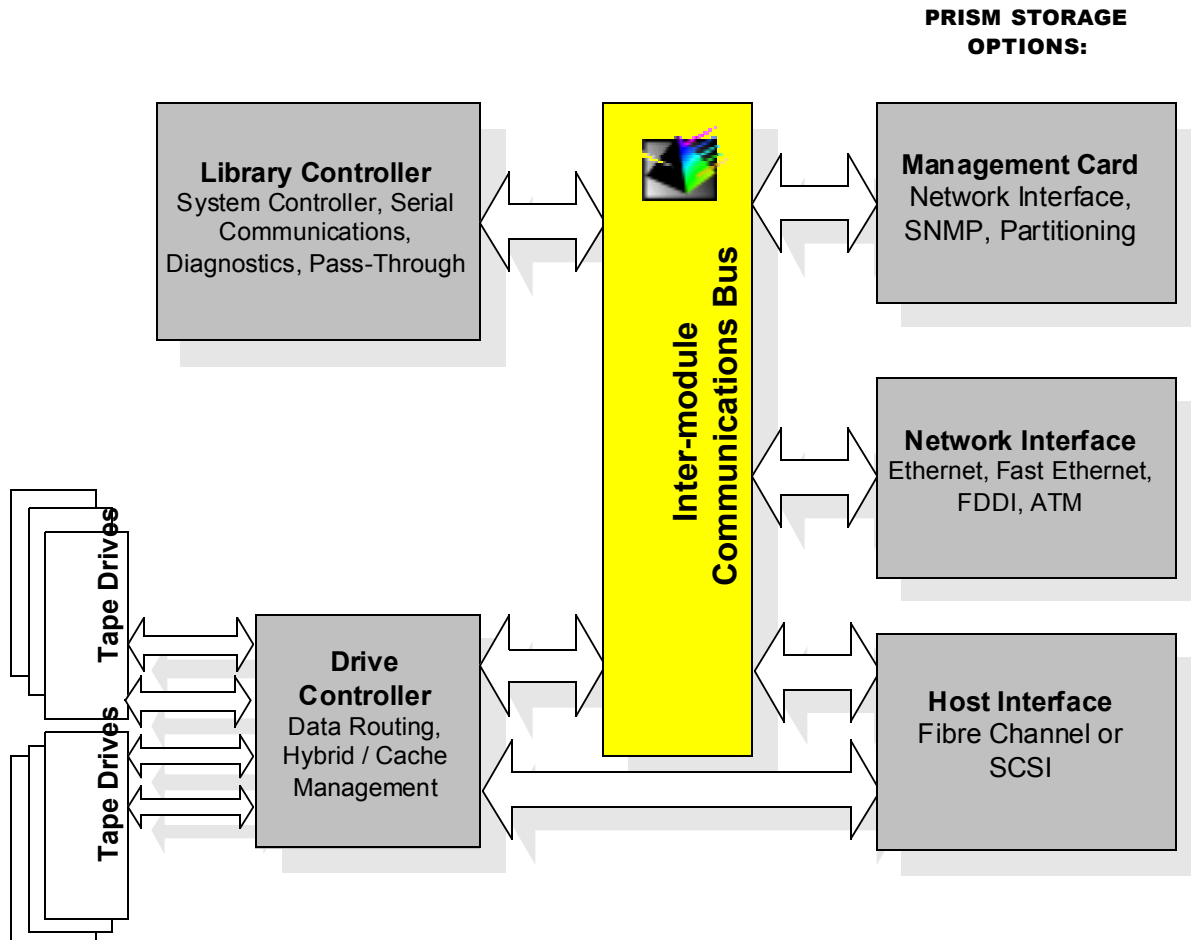 PRISM STORAGE
OPTIONS:
Library Controller
System Controller, Serial
Communications,
Diagnostics, Pass-Through
Inter-module
Communications Bus
Management Card
Network Interface,
SNMP, Partitioning
Network Interface
Ethernet, Fast Ethernet,
FDDI, ATM
Tape Drives
Tape Drives
Drive
Controller
Data Routing,
Hybrid / Cache
Management
Host Interface
Fibre Channel or
SCSI